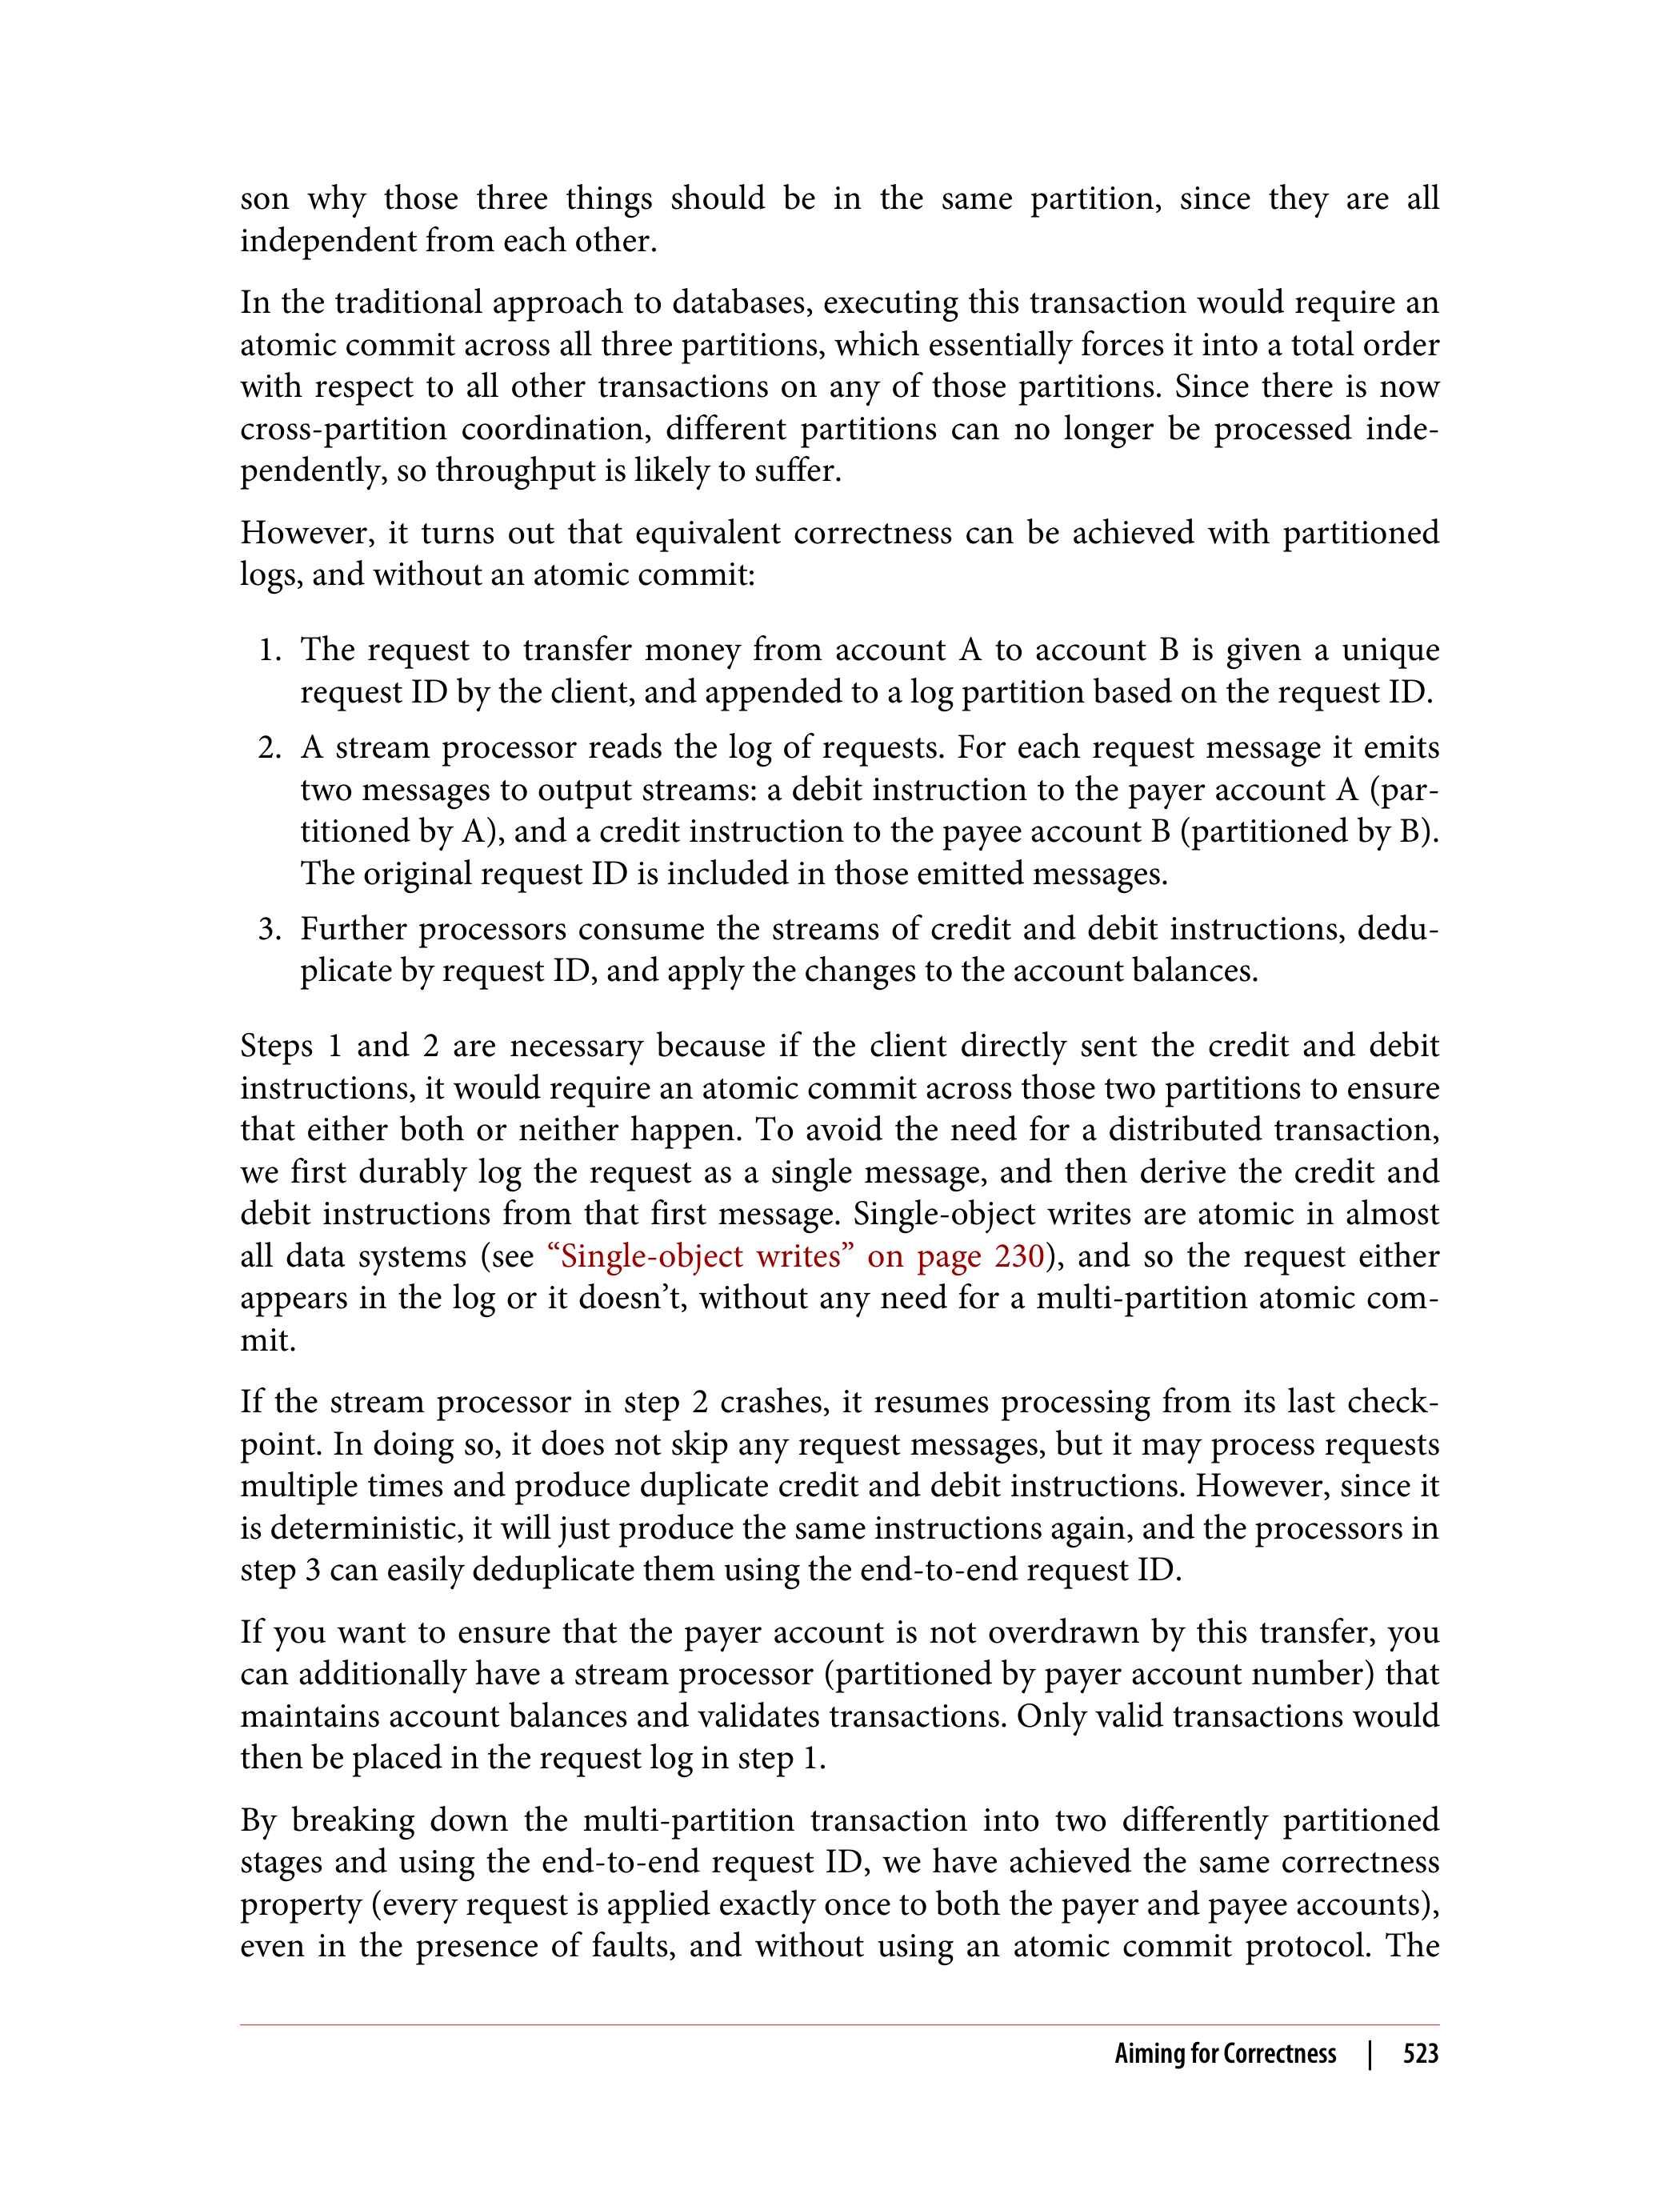 son why those three things should be in the same partition, since they are all
independent from each other.
In the traditional approach to databases, executing this transaction would require an
atomic commit across all three partitions, which essentially forces it into a total order
with respect to all other transactions on any of those partitions. Since there is now
cross-partition coordination, different partitions can no longer be processed inde-
pendently, so throughput is likely to suffer.
However, it turns out that equivalent correctness can be achieved with partitioned
logs, and without an atomic commit:
1. The request to transfer money from account A to account B is given a unique
request ID by the client, and appended to a log partition based on the request ID.
2. A stream processor reads the log of requests. For each request message it emits
two messages to output streams: a debit instruction to the payer account A (par-
titioned by A), and a credit instruction to the payee account B (partitioned by B).
The original request ID is included in those emitted messages.
3. Further processors consume the streams of credit and debit instructions, dedu-
plicate by request ID, and apply the changes to the account balances.
Steps 1 and 2 are necessary because if the client directly sent the credit and debit
instructions, it would require an atomic commit across those two partitions to ensure
that either both or neither happen. To avoid the need for a distributed transaction,
we first durably log the request as a single message, and then derive the credit and
debit instructions from that first message. Single-object writes are atomic in almost
all data systems (see “Single-object writes” on page 230), and so the request either
appears in the log or it doesn’t, without any need for a multi-partition atomic com-
mit.
If the stream processor in step 2 crashes, it resumes processing from its last check-
point. In doing so, it does not skip any request messages, but it may process requests
multiple times and produce duplicate credit and debit instructions. However, since it
is deterministic, it will just produce the same instructions again, and the processors in
step 3 can easily deduplicate them using the end-to-end request ID.
If you want to ensure that the payer account is not overdrawn by this transfer, you
can additionally have a stream processor (partitioned by payer account number) that
maintains account balances and validates transactions. Only valid transactions would
then be placed in the request log in step 1.
By breaking down the multi-partition transaction into two differently partitioned
stages and using the end-to-end request ID, we have achieved the same correctness
property (every request is applied exactly once to both the payer and payee accounts),
even in the presence of faults, and without using an atomic commit protocol. The
Aiming for Correctness | 523